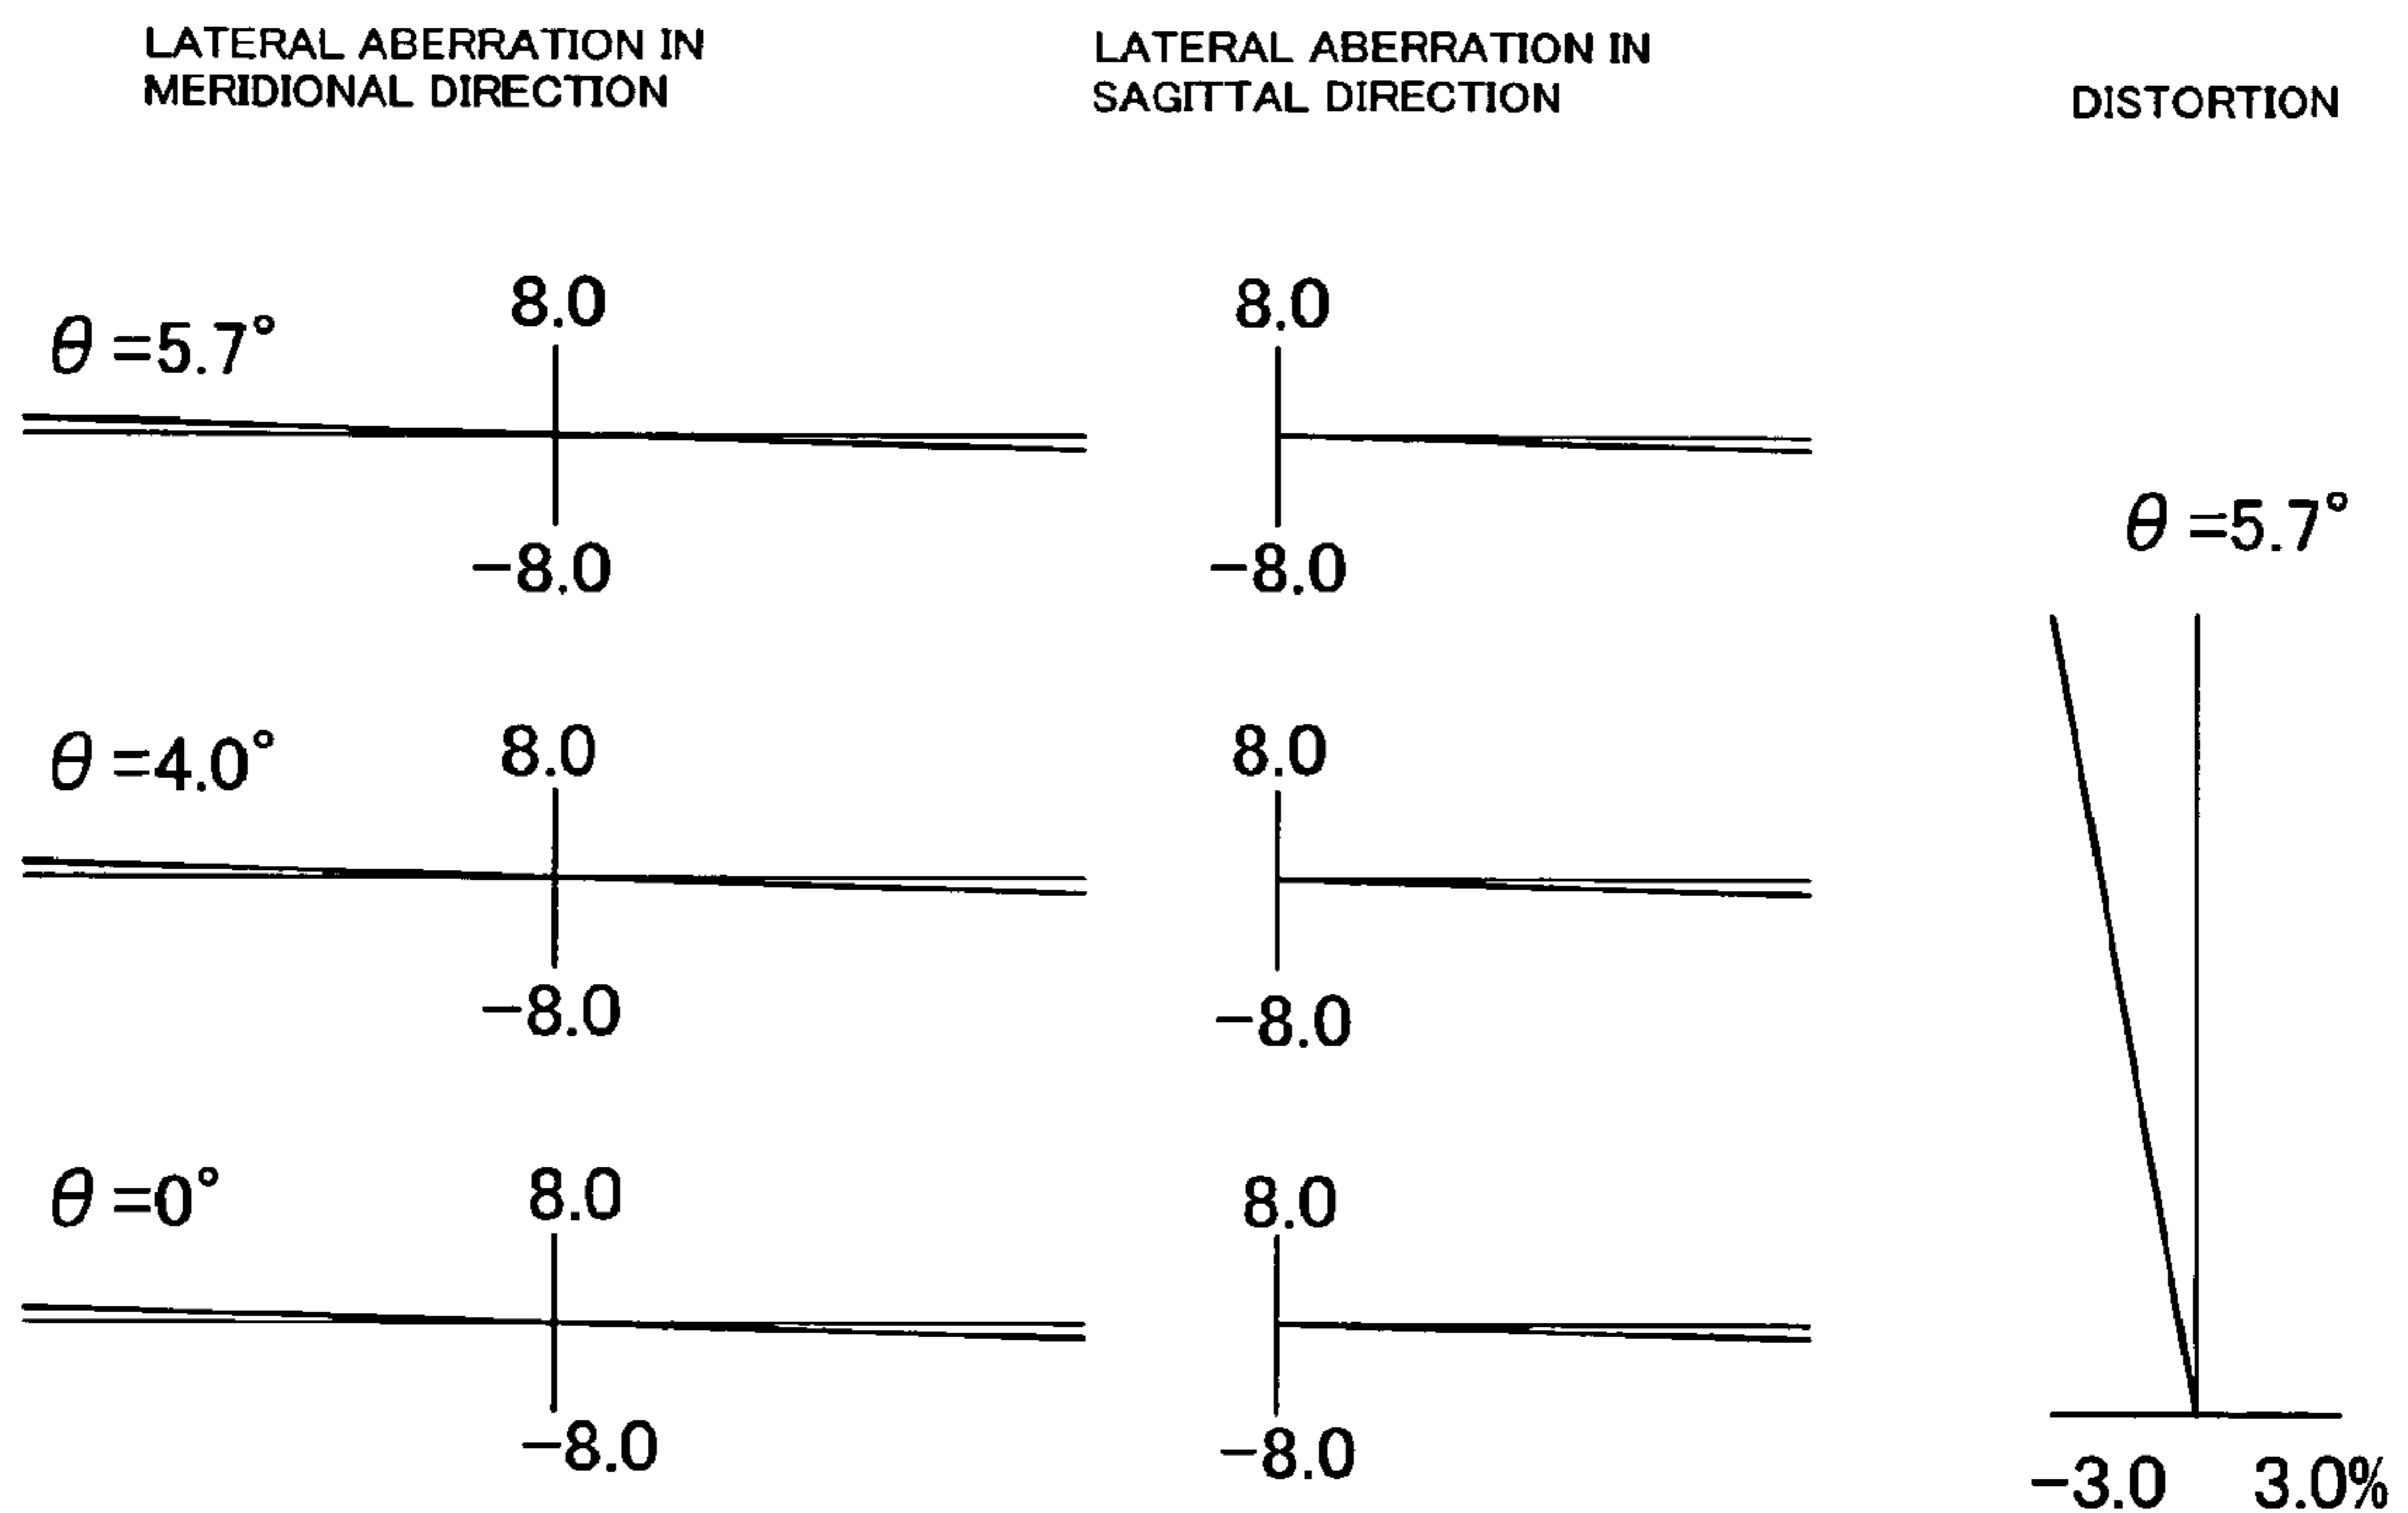 LATERAL ABERRATION IN
MERIDIONAL DIRECTION
LATERAL ABERRATION IN
SAGITTAL DIRECTION
DISTORTION
θ=5.7°
8.0
-8.0
8.0
-8.0
θ=4.0°
8.0
-8.0
8.0
-8.0
θ=0°
8.0
-8.0
8.0
-8.0
θ=5.7°
-3.0
3.0%